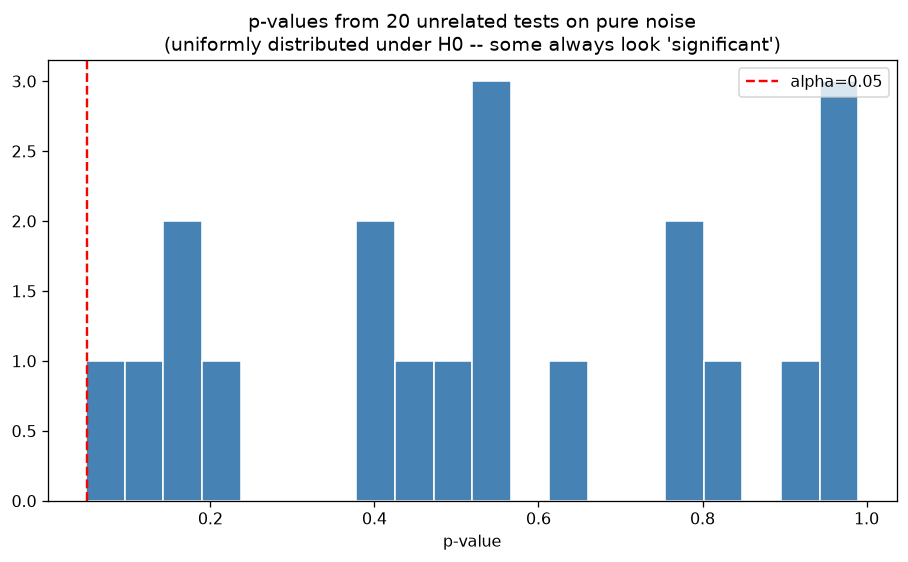 p-values from 20 unrelated tests on pure noise
(uniformly distributed under H0 -- some always look 'significant')
alpha=0.05
3.0
2.5
2.0
1.5
1.0
0.5
0.0
0.2 0.4 0.6 0.8 1.0
p-value